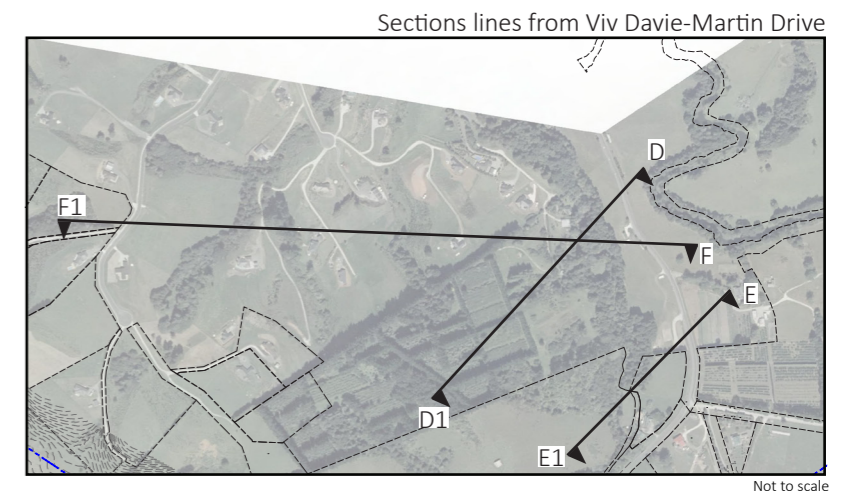 Sections lines from Viv Davie-Martin Drive
D
F1
F
E
D1
E1
Not to scale